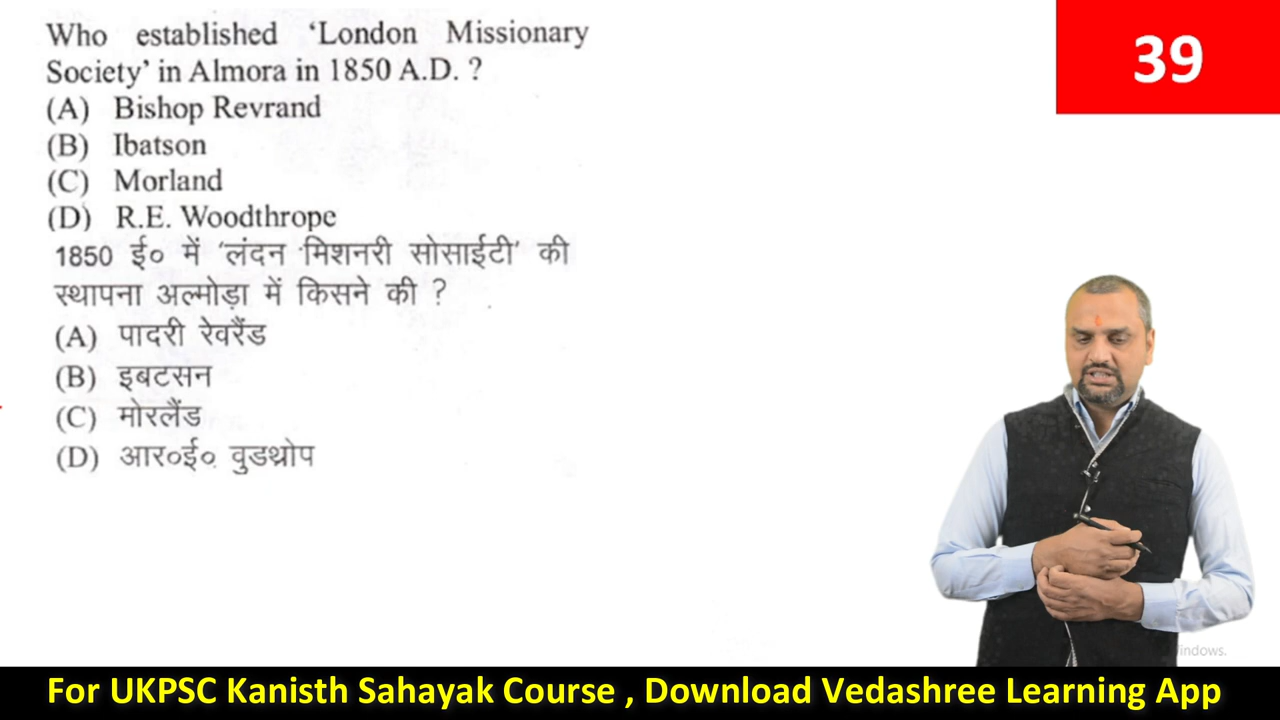 Who established ‘London Missionary
Society’ in Almora in 1850 A.D. ?
(A) Bishop Revrand
(B) Ibatson
(C) Morland
(D) R.E. Woodthrope
1850 ई० में ‘लंदन मिशनरी सोसाईटी’ की
स्थापना अल्मोड़ा में किसने की ?
(A) पादरी रेवरैंड
(B) इबटसन
(C) मोरलैंड
(D) आर०ई० वुडथ्रोप
39
indows.
For UKPSC Kanisth Sahayak Course , Download Vedashree Learning App